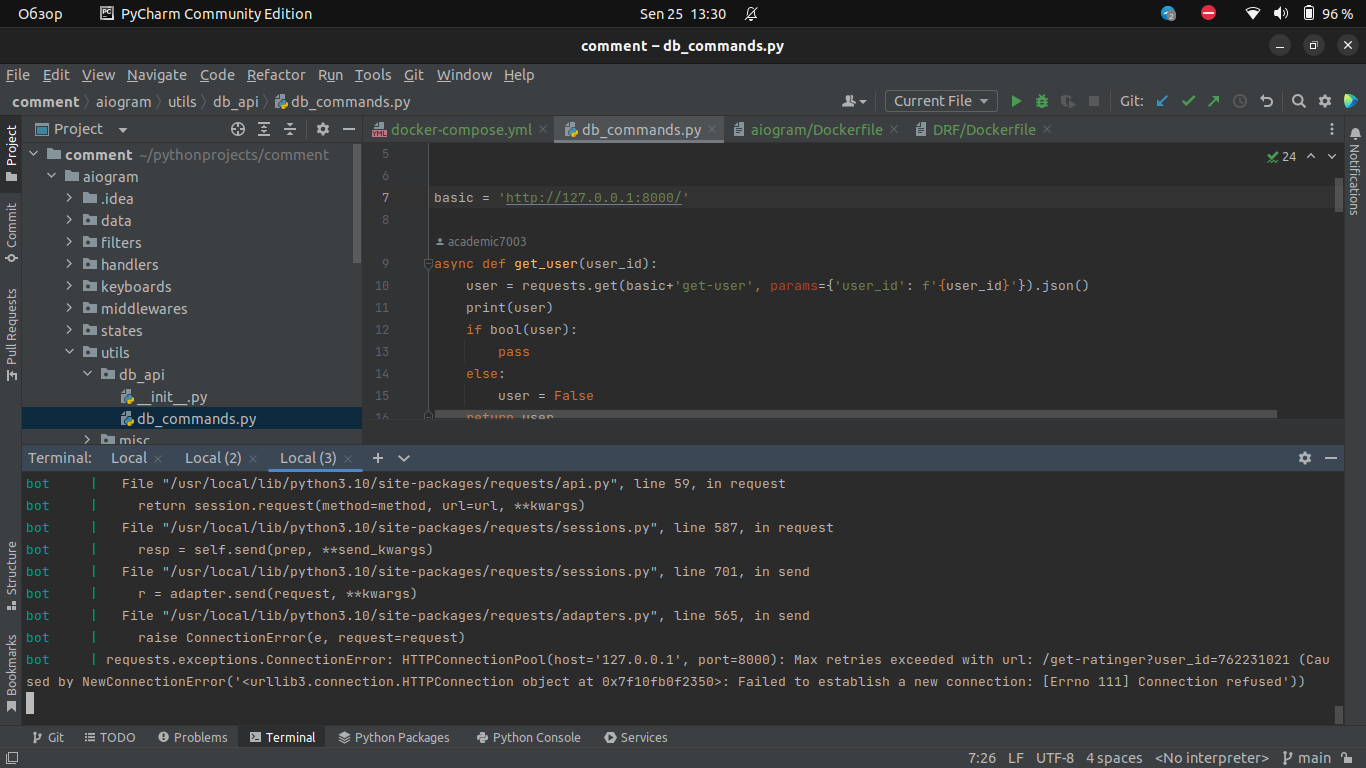 Обзор
PyCharm Community Edition
Sen 25 13:30
2
96 %
comment – db_commands.py
File Edit View Navigate Code Refactor Run Tools Git Window Help
comment aiogram utils db_api db_commands.py
Current File
Git:
Project
docker-compose.yml
db_commands.py
aiogram/Dockerfile
DRF/Dockerfile
comment ~/pythonprojects/comment
aiogram
.idea
data
filters
handlers
keyboards
middlewares
states
utils
db_api
__init__.py
db_commands.py
misc
24
5
6
7 basic = 'http://127.0.0.1:8000/'
8
academic7003
9 async def get_user(user_id):
10 user = requests.get(basic+'get-user', params={'user_id': f'{user_id}'}).json()
11 print(user)
12 if bool(user):
13 pass
14 else:
15 user = False
16 return user
Project
Commit
Pull Requests
Structure
Bookmarks
Notifications
Terminal: Local Local (2) Local (3)
bot | File "/usr/local/lib/python3.10/site-packages/requests/api.py", line 59, in request
bot | return session.request(method=method, url=url, **kwargs)
bot | File "/usr/local/lib/python3.10/site-packages/requests/sessions.py", line 587, in request
bot | resp = self.send(prep, **send_kwargs)
bot | File "/usr/local/lib/python3.10/site-packages/requests/sessions.py", line 701, in send
bot | r = adapter.send(request, **kwargs)
bot | File "/usr/local/lib/python3.10/site-packages/requests/adapters.py", line 565, in send
bot | raise ConnectionError(e, request=request)
bot | requests.exceptions.ConnectionError: HTTPConnectionPool(host='127.0.0.1', port=8000): Max retries exceeded with url: /get-ratinger?user_id=762231021 (Cau
sed by NewConnectionError('<urllib3.connection.HTTPConnection object at 0x7f10fb0f2350>: Failed to establish a new connection: [Errno 111] Connection refused'))
Git TODO Problems Terminal Python Packages Python Console Services
7:26 LF UTF-8 4 spaces <No interpreter> main